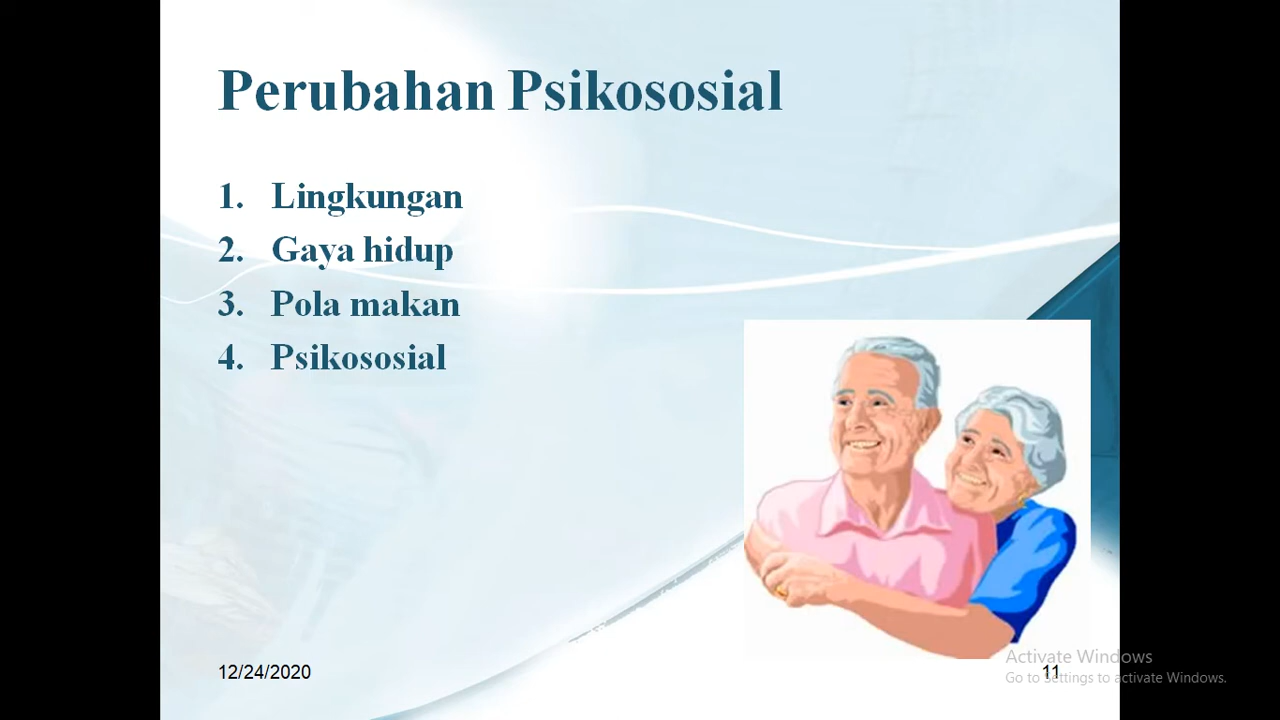 Perubahan Psikososial
1. Lingkungan
2. Gaya hidup
3. Pola makan
4. Psikososial
12/24/2020
11
Activate Windows
Go to Settings to activate Windows.